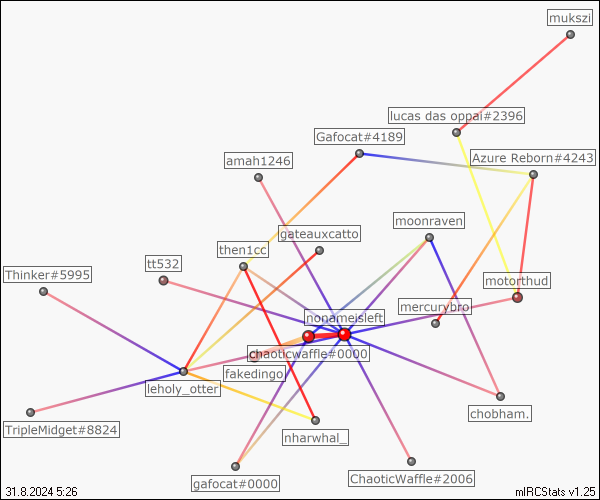 mukszi
lucas das oppai#2396
Gafocat#4189
Azure Reborn#4243
amah1246
moonraven
gateauxcatto
then1cc
tt532
Thinker#5995
motorthud
mercurybro
nonameisleft
chaoticwaffle#0000
fakedingo
leholy_otter
chobham.
TripleMidget#8824
nharwhal_
ChaoticWaffle#2006
gafocat#0000
31.8.2024 5:26
mIRCStats v1.25